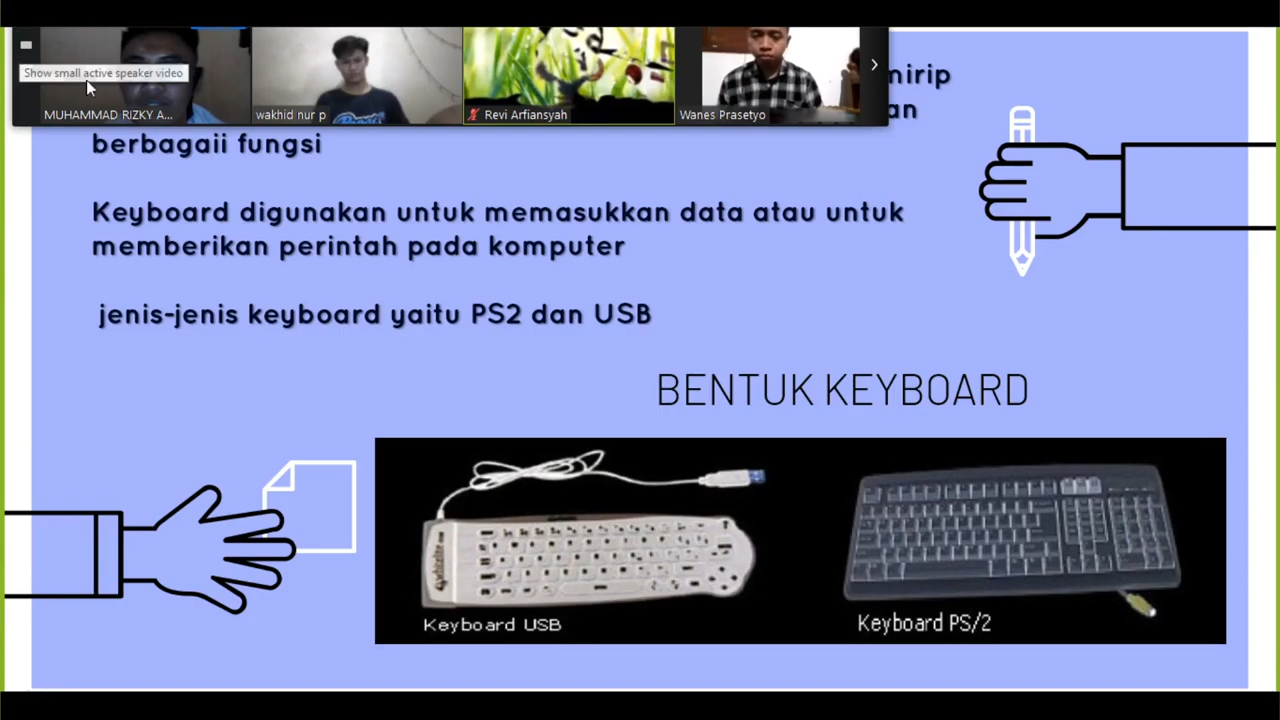 Show small active speaker video
MUHAMMAD RIZKY A...
wakhid nur p
Revi Arfiansyah
Wanes Prasetyo
mirip
an
berbagaii fungsi
Keyboard digunakan untuk memasukkan data atau untuk
memberikan perintah pada komputer
jenis-jenis keyboard yaitu PS2 dan USB
BENTUK KEYBOARD
Keyboard USB
Keyboard PS/2